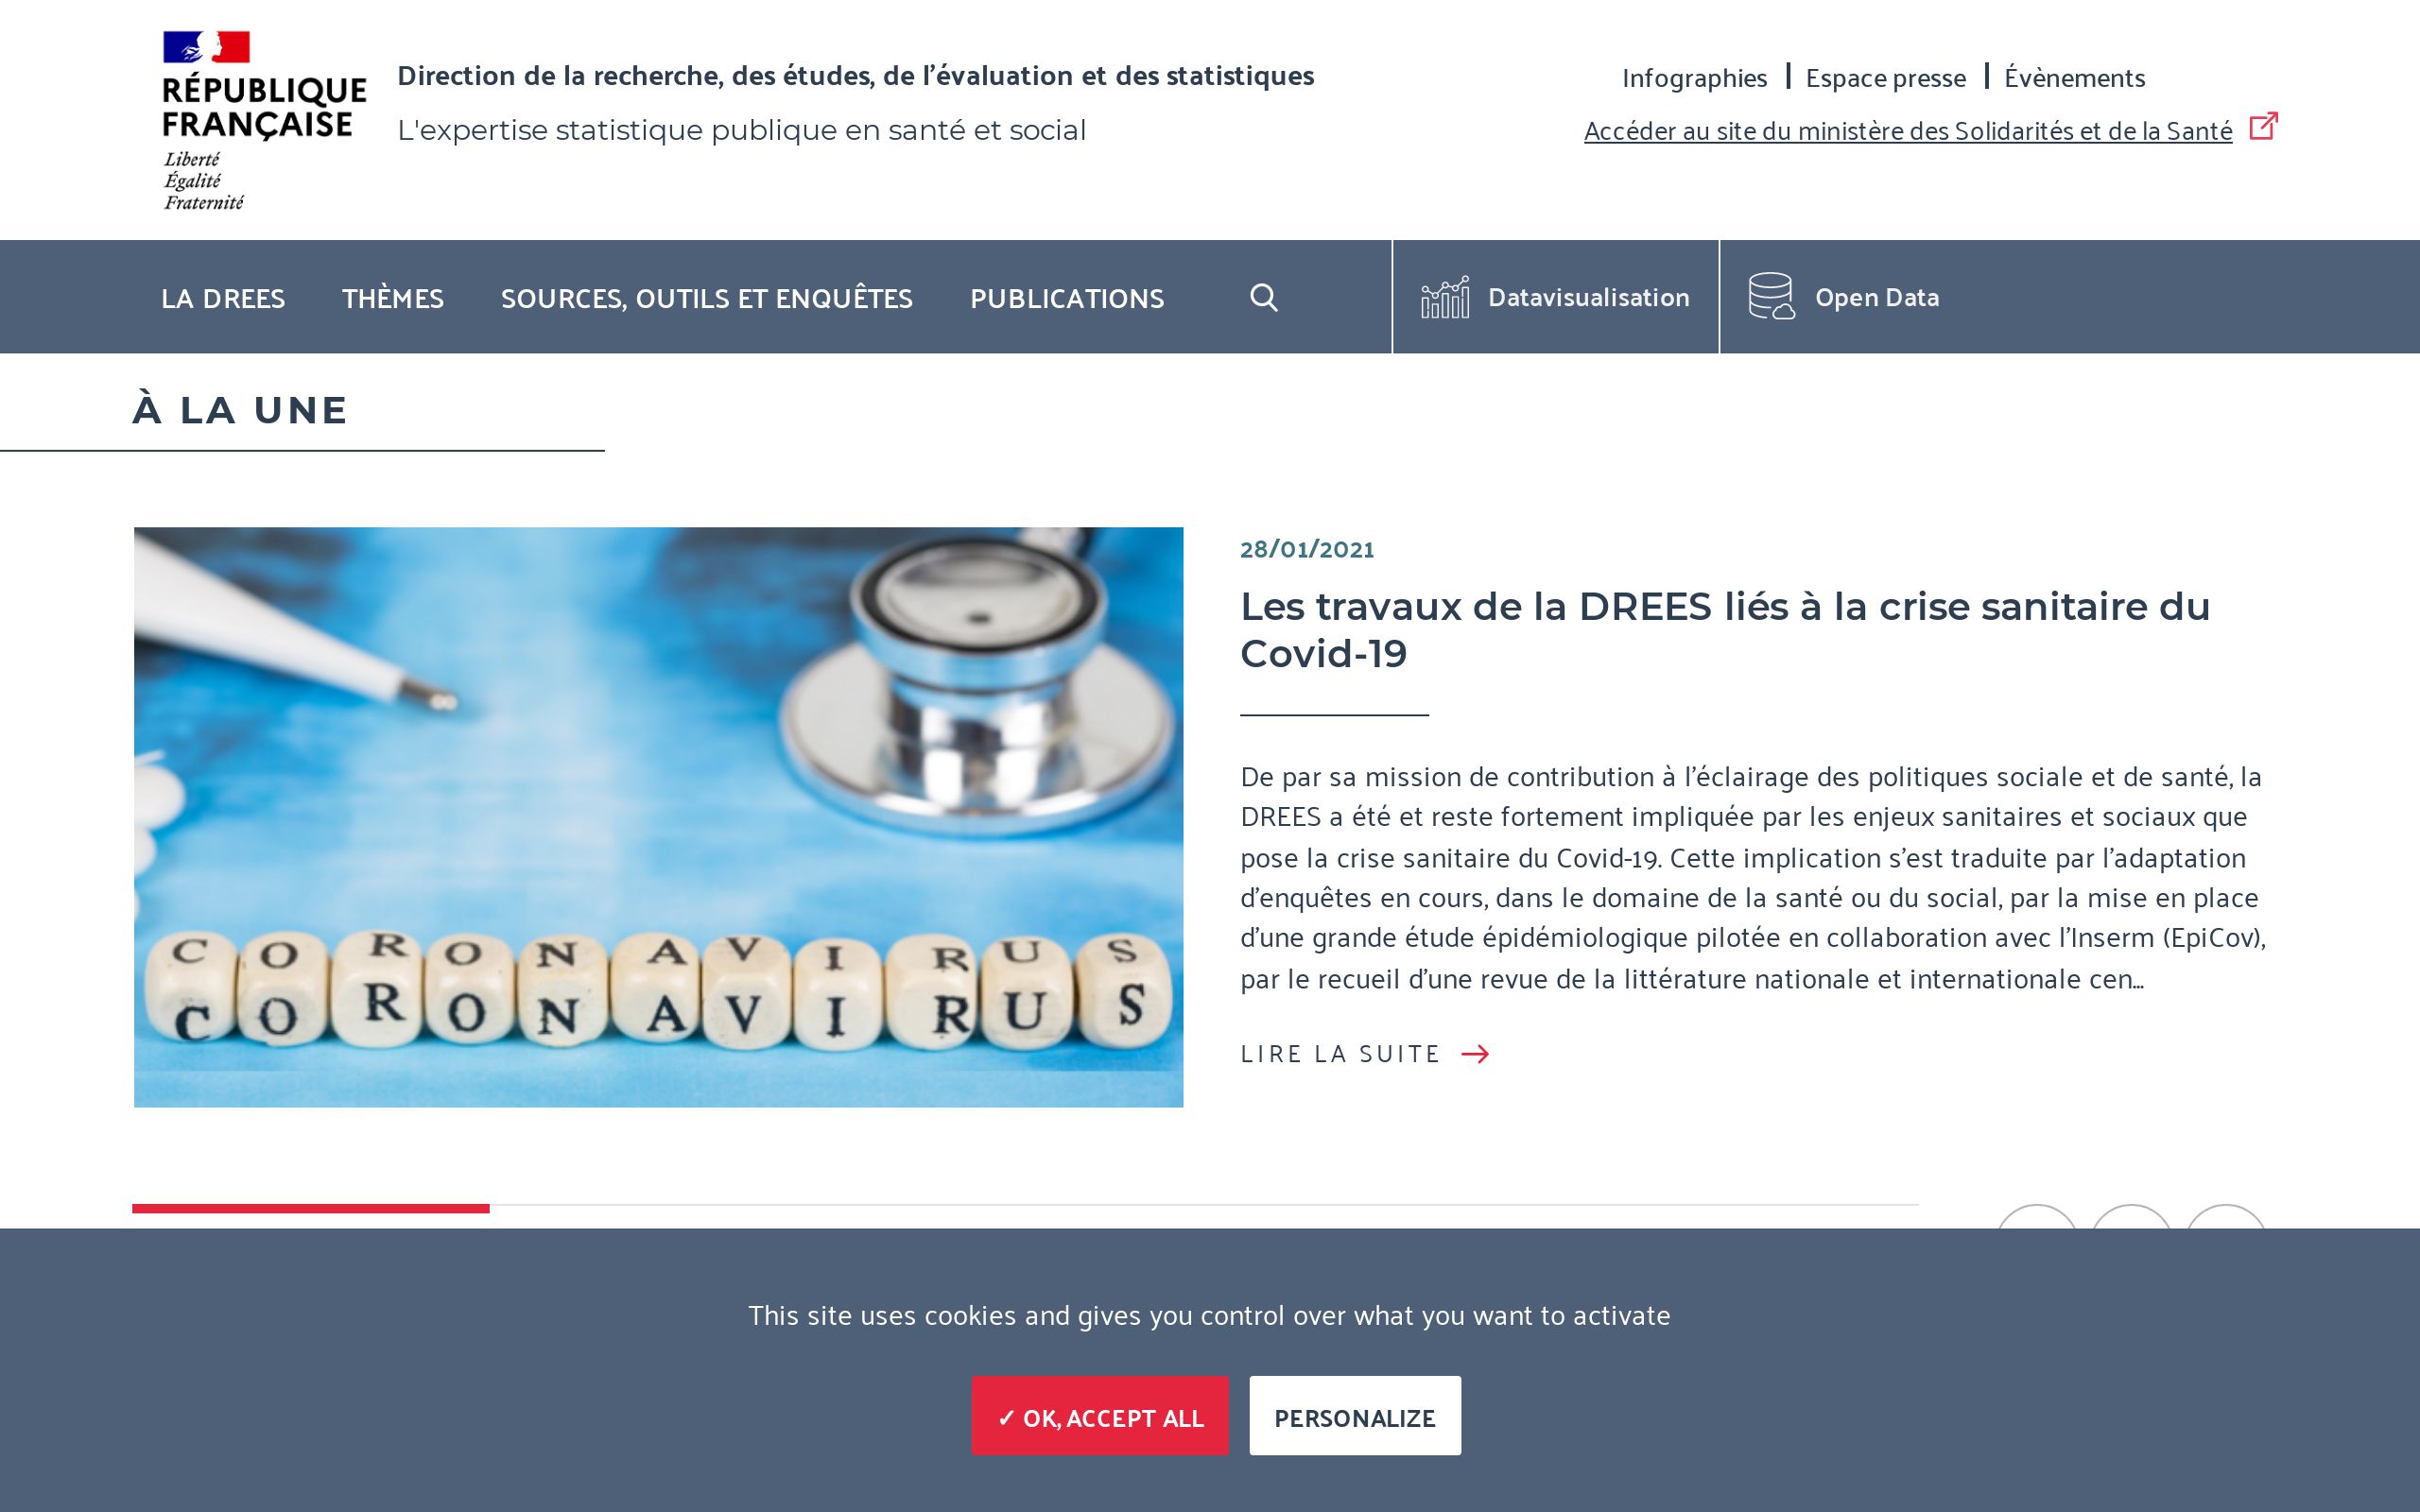 RÉPUBLIQUE
FRANÇAISE
Liberté
Égalité
Fraternité
Direction de la recherche, des études, de l’évaluation et des statistiques
L'expertise statistique publique en santé et social
Infographies
Espace presse
Évènements
Accéder au site du ministère des Solidarités et de la Santé
LA DREES
THÈMES
SOURCES, OUTILS ET ENQUÊTES
PUBLICATIONS
Datavisualisation
Open Data
À LA UNE
C O R O N A V I R U S
C O R O N A V I R U S
28/01/2021
Les travaux de la DREES liés à la crise sanitaire du
Covid-19
De par sa mission de contribution à l’éclairage des politiques sociale et de santé, la
DREES a été et reste fortement impliquée par les enjeux sanitaires et sociaux que
pose la crise sanitaire du Covid-19. Cette implication s’est traduite par l’adaptation
d’enquêtes en cours, dans le domaine de la santé ou du social, par la mise en place
d’une grande étude épidémiologique pilotée en collaboration avec l’Inserm (EpiCov),
par le recueil d’une revue de la littérature nationale et internationale cen...
LIRE LA SUITE
This site uses cookies and gives you control over what you want to activate
✓ OK, ACCEPT ALL
PERSONALIZE